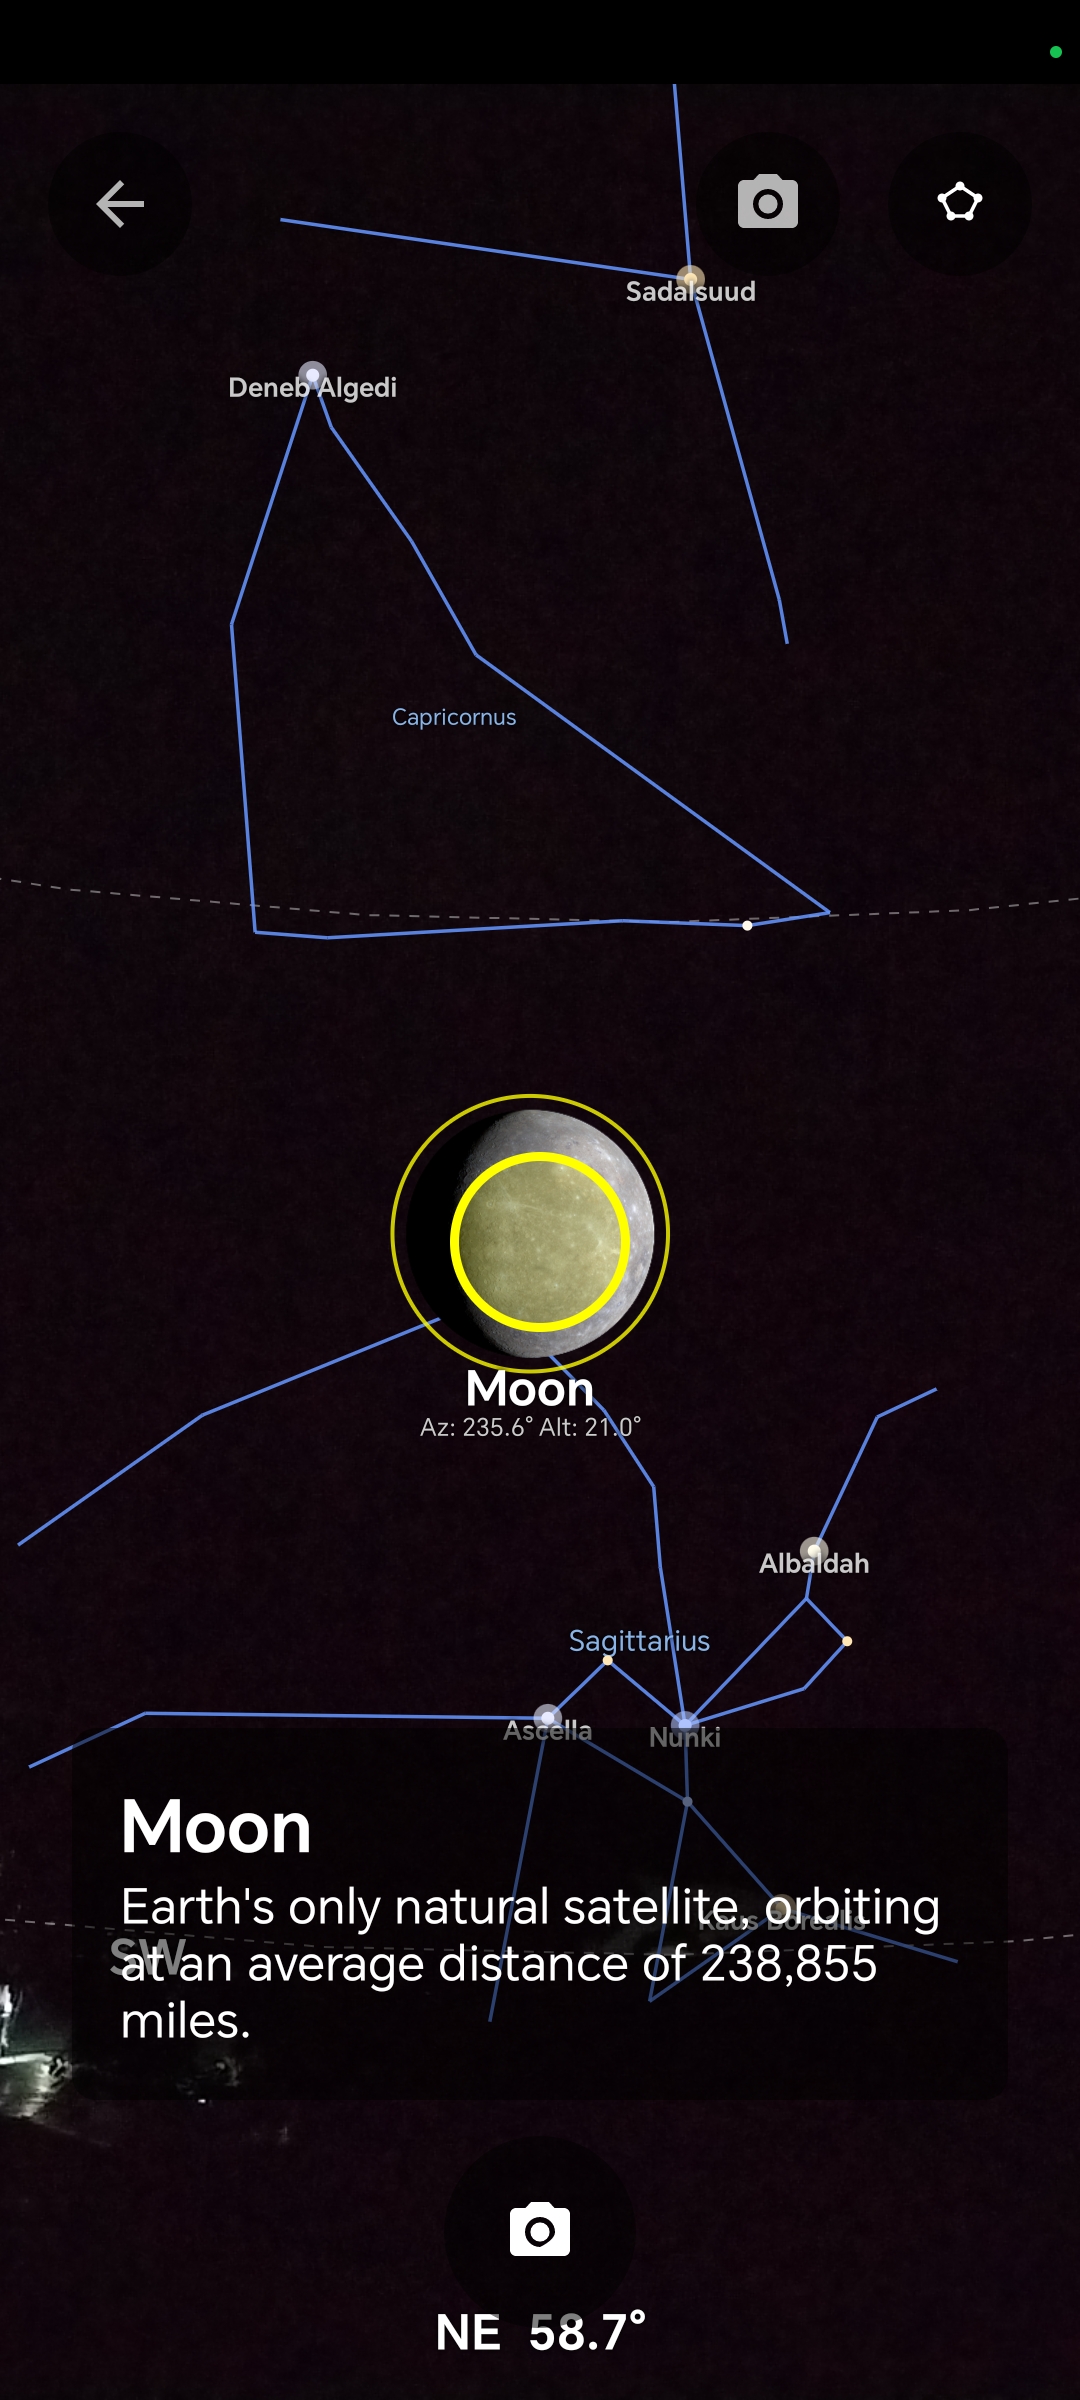 Sadalsuud
Deneb Algedi
Capricornus
Moon
Az: 235.6° Alt: 21.0°
Albaldah
Sagittarius
Ascella
Nunki
Moon
Earth's only natural satellite, orbiting
Kaus Borealis
SW
at an average distance of 238,855
miles.
NE 58.7°